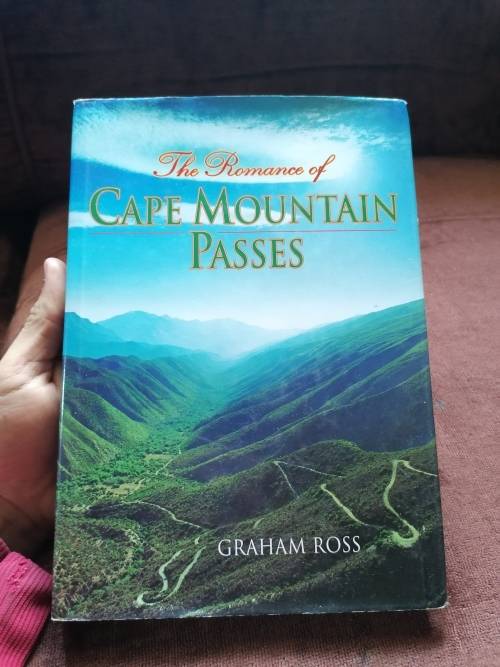 The Romance of
CAPE MOUNTAIN
PASSES
GRAHAM ROSS